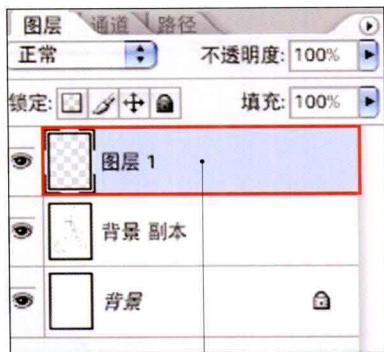 图层 通道 路径
正常 不透明度: 100%
锁定: 填充: 100%
图层 1
背景 副本
背景